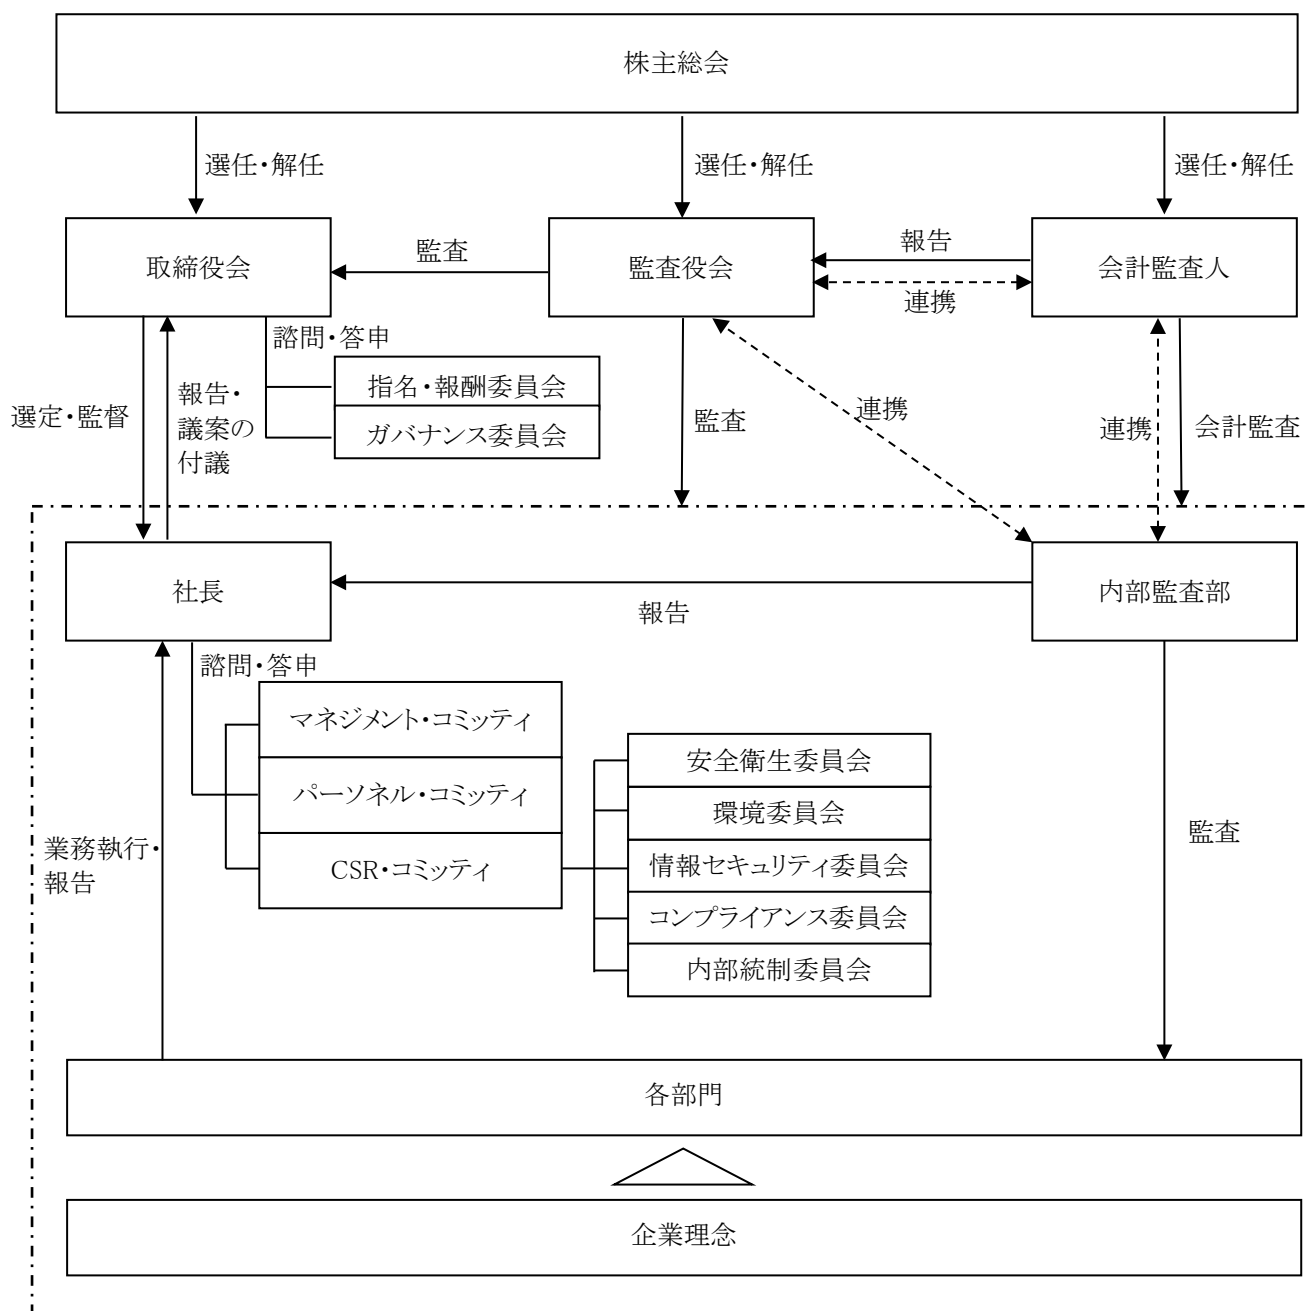 株主総会
選任・解任
選任・解任
選任・解任
取締役会
監査
監査役会
報告
連携
会計監査人
諮問・答申
指名・報酬委員会
ガバナンス委員会
選定・監督
報告・
議案の
付議
監査
連携
連携
会計監査
社長
報告
内部監査部
諮問・答申
マネジメント・コミッティ
パーソネル・コミッティ
CSR・コミッティ
安全衛生委員会
環境委員会
情報セキュリティ委員会
コンプライアンス委員会
内部統制委員会
業務執行・
報告
監査
各部門
企業理念